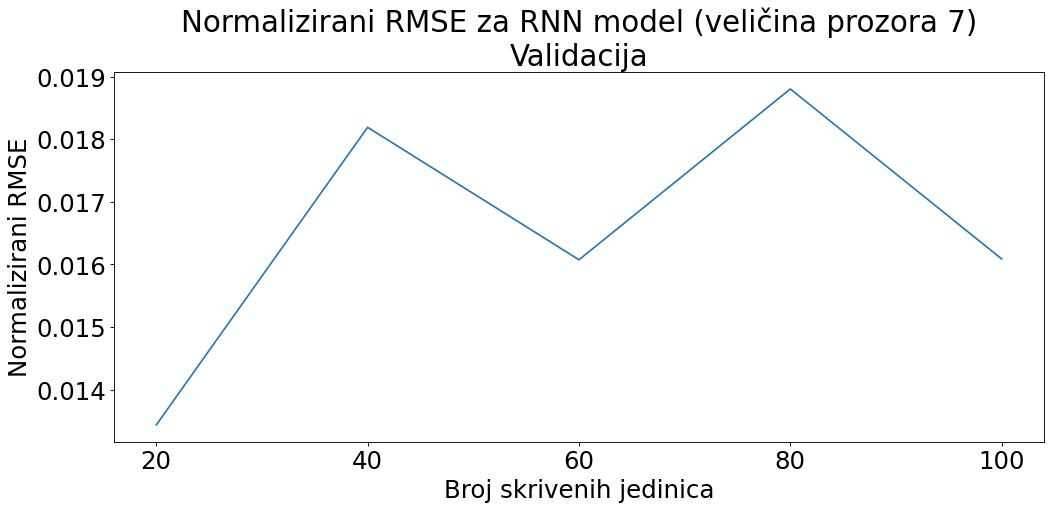 Normalizirani RMSE za RNN model (veličina prozora 7)
Validacija
0.019
0.018
0.017
0.016
0.015
0.014
Normalizirani RMSE
20 40 60 80 100
Broj skrivenih jedinica